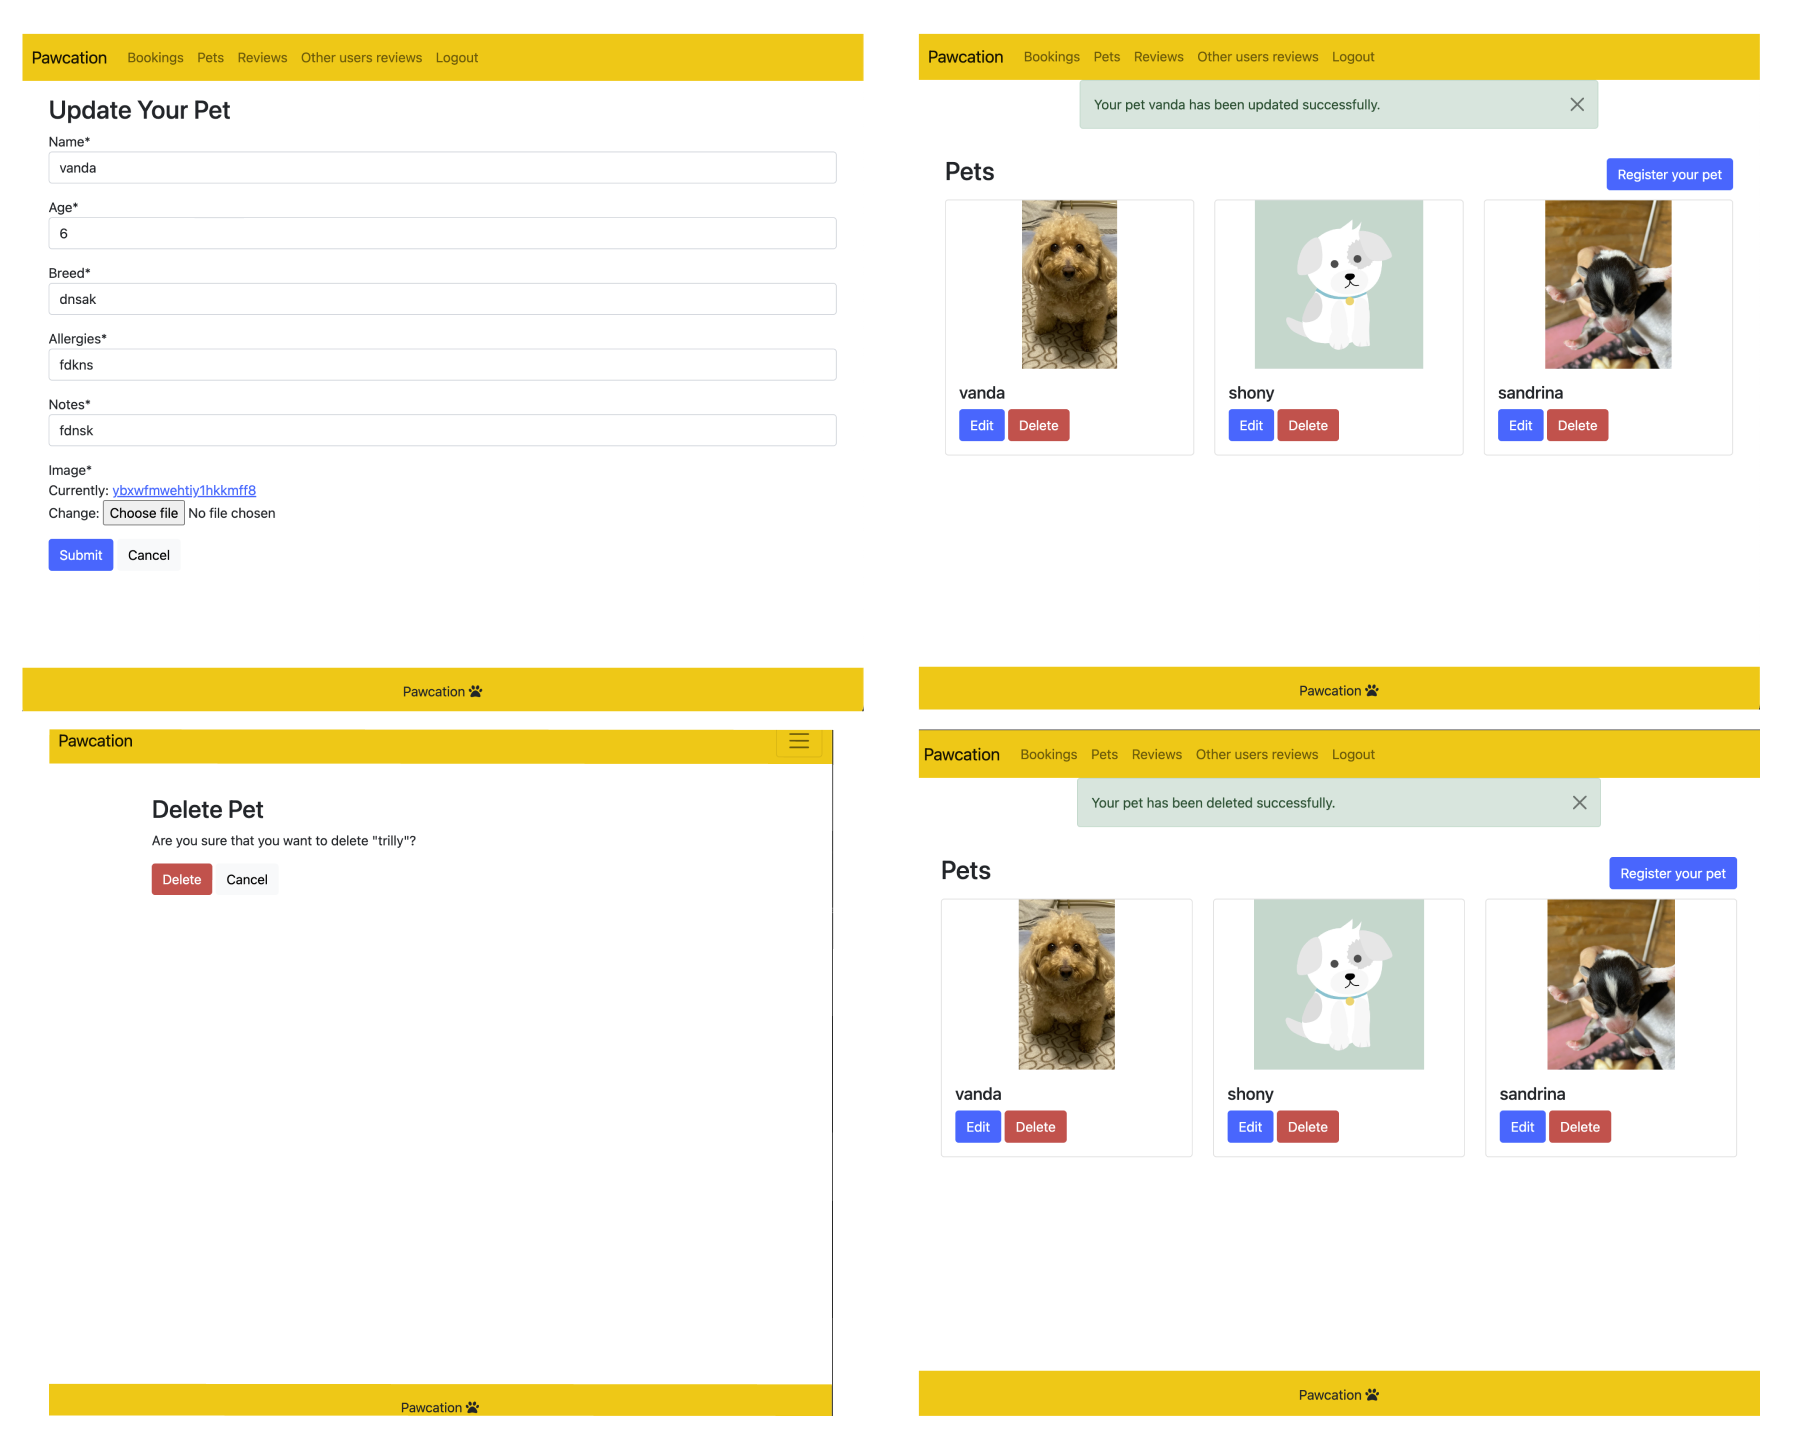 Pawcation Bookings Pets Reviews Other users reviews Logout
Update Your Pet
Name*
vanda
Age*
6
Breed*
dnsak
Allergies*
fdkns
Notes*
fdnsk
Image*
Currently: ybxwfmwehtiy1hkkmff8
Change: Choose file No file chosen
Submit Cancel
Pawcation
Pawcation Bookings Pets Reviews Other users reviews Logout
Your pet vanda has been updated successfully.
Pets
Register your pet
vanda
Edit Delete
shony
Edit Delete
sandrina
Edit Delete
Pawcation
Pawcation
Delete Pet
Are you sure that you want to delete "trilly"?
Delete Cancel
Pawcation
Pawcation Bookings Pets Reviews Other users reviews Logout
Your pet has been deleted successfully.
Pets
Register your pet
vanda
Edit Delete
shony
Edit Delete
sandrina
Edit Delete
Pawcation